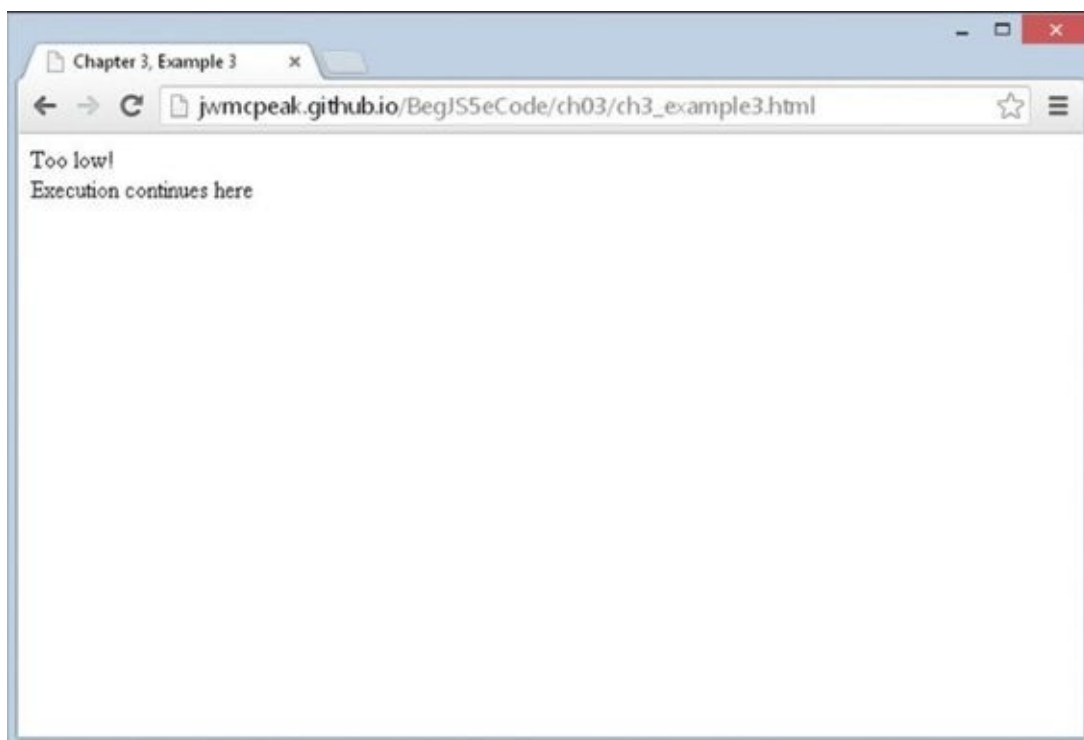 Chapter 3, Example 3
jwmcpeak.github.io/BegJS5eCode/ch03/ch3_example3.html
Too low!
Execution continues here